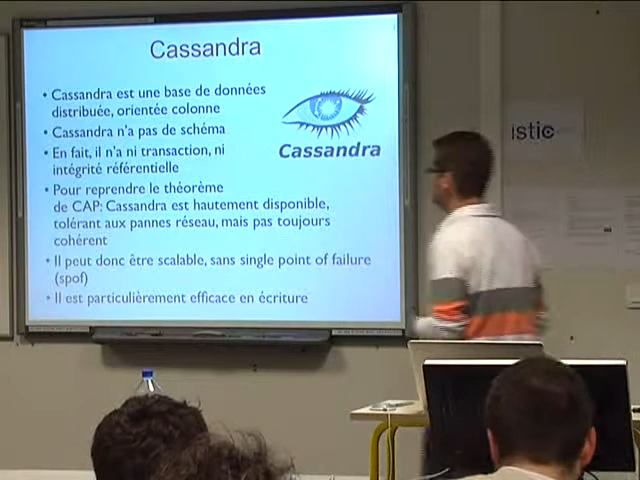 Cassandra
• Cassandra est une base de données
distribuée, orientée colonne
• Cassandra n'a pas de schéma
• En fait, il n'a ni transaction, ni
intégrité référentielle
• Pour reprendre le théorème
de CAP: Cassandra est hautement disponible,
tolérant aux pannes réseau, mais pas toujours
cohérent
• Il peut donc être scalable, sans single point of failure
(spof)
• Il est particulièrement efficace en écriture
Cassandra
istic